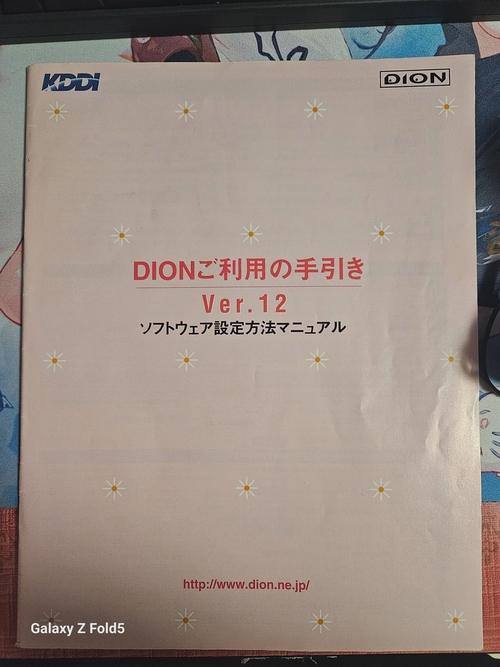 KDDI
DION
DIONご利用の手引き
Ver.12
ソフトウェア設定方法マニュアル
http://www.dion.ne.jp/
Galaxy Z Fold5